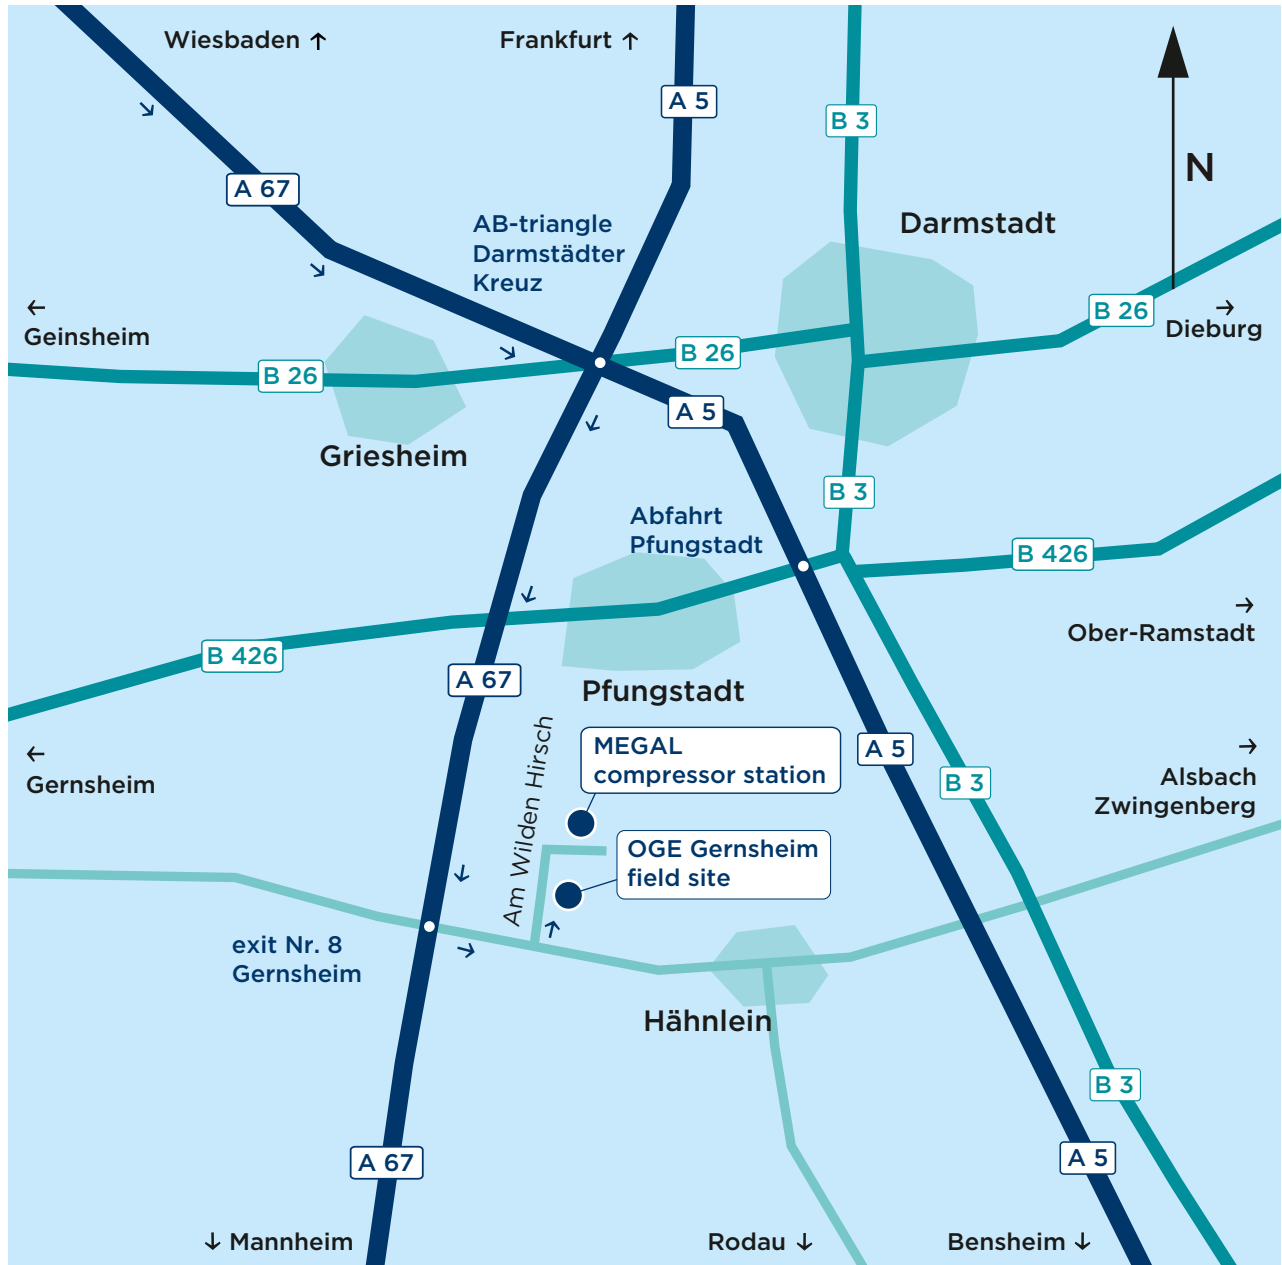 Wiesbaden ↑
Frankfurt ↑
A 5
B 3
N
A 67
AB-triangle
Darmstädter
Kreuz
Darmstadt
←
Geinsheim
B 26
→
Dieburg
B 26
B 26
A 5
Griesheim
B 3
Abfahrt
Pfungstadt
B 426
→
Ober-Ramstadt
B 426
A 67
Pfungstadt
←
Gernsheim
Am Wilden Hirsch
MEGAL
compressor station
A 5
B 3
→
Alsbach
Zwingenberg
OGE Gernsheim
field site
exit Nr. 8
Gernsheim
Hähnlein
B 3
A 67
A 5
↓ Mannheim
Rodau ↓
Bensheim ↓